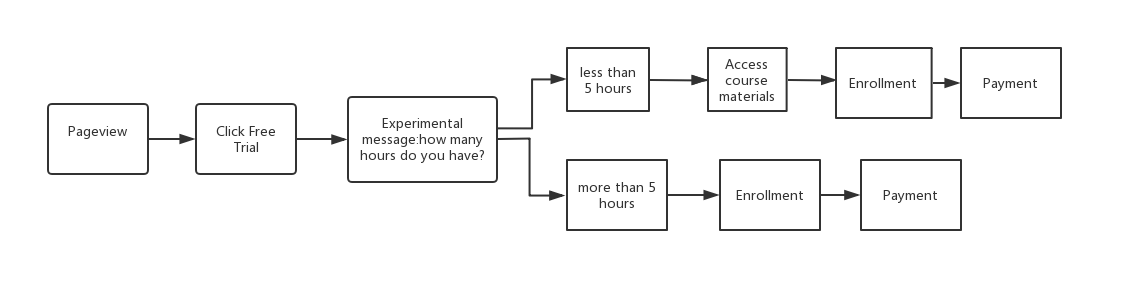 Pageview
Click Free
Trial
Experimental
message:how many
hours do you have?
less than
5 hours
Access
course
materials
Enrollment
Payment
more than 5
hours
Enrollment
Payment